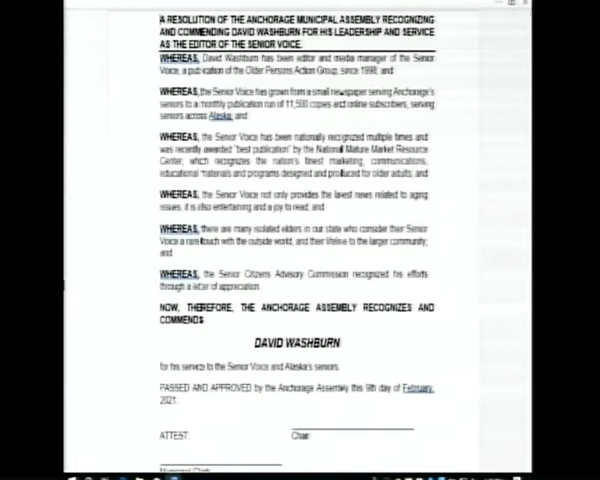 A RESOLUTION OF THE ANCHORAGE MUNICIPAL ASSEMBLY RECOGNIZING
AND COMMENDING DAVID WASHBURN FOR HIS LEADERSHIP AND SERVICE
AS THE EDITOR OF THE SENIOR VOICE.
WHEREAS, David Washburn has been editor and media manager of the Senior
Voice, a publication of the Older Persons Action Group, since 1998; and
WHEREAS, the Senior Voice has grown from a small newspaper serving Anchorage's
seniors to a monthly publication run of 11,500 copies and online subscribers, serving
seniors across Alaska; and
WHEREAS, the Senior Voice has been nationally recognized multiple times and
was recently awarded "best publication" by the National Mature Market Resource
Center, which recognizes the nation's finest marketing, communications,
educational materials and programs designed and produced for older adults; and
WHEREAS, the Senior Voice not only provides the latest news related to aging
issues, it is also entertaining and a joy to read; and
WHEREAS, there are many isolated elders in our state who consider their Senior
Voice a rare touch with the outside world, and their lifeline to the larger community;
and
WHEREAS, the Senior Citizens Advisory Commission recognized his efforts
through a letter of appreciation.
NOW, THEREFORE, THE ANCHORAGE ASSEMBLY RECOGNIZES AND
COMMENDS
DAVID WASHBURN
for his service to the Senior Voice and Alaska's seniors.
PASSED AND APPROVED by the Anchorage Assembly this 9th day of February,
2021.
ATTEST:
Chair
Municipal Clerk